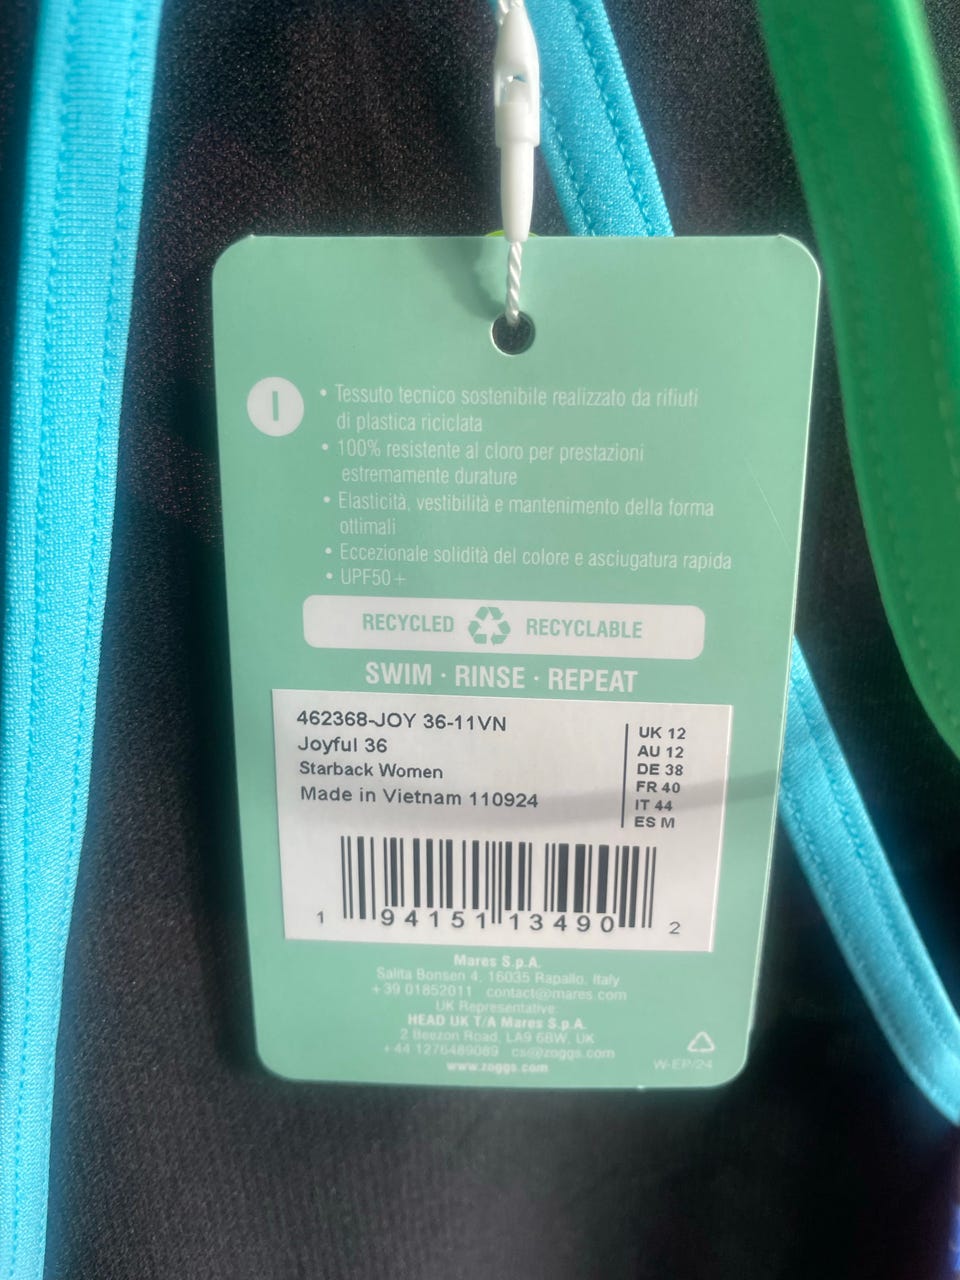 I
• Tessuto tecnico sostenibile realizzato da rifiuti
di plastica riciclata
• 100% resistente al cloro per prestazioni
estremamente durature
• Elasticità, vestibilità e mantenimento della forma
ottimali
• Eccezionale solidità del colore e asciugatura rapida
• UPF50+
RECYCLED RECYCLABLE
SWIM · RINSE · REPEAT
462368-JOY 36-11VN
Joyful 36
Starback Women
Made in Vietnam 110924
UK 12
AU 12
DE 38
FR 40
IT 44
ES M
1 94151 13490 2
Mares S.p.A.
Salita Bonsen 4, 16035 Rapallo, Italy
+39 01852011 contact@mares.com
UK Representative:
HEAD UK T/A Mares S.p.A.
2 Beezon Road, LA9 6BW, UK
+44 1276489089 cs@zoggs.com
www.zoggs.com
W-EP/24